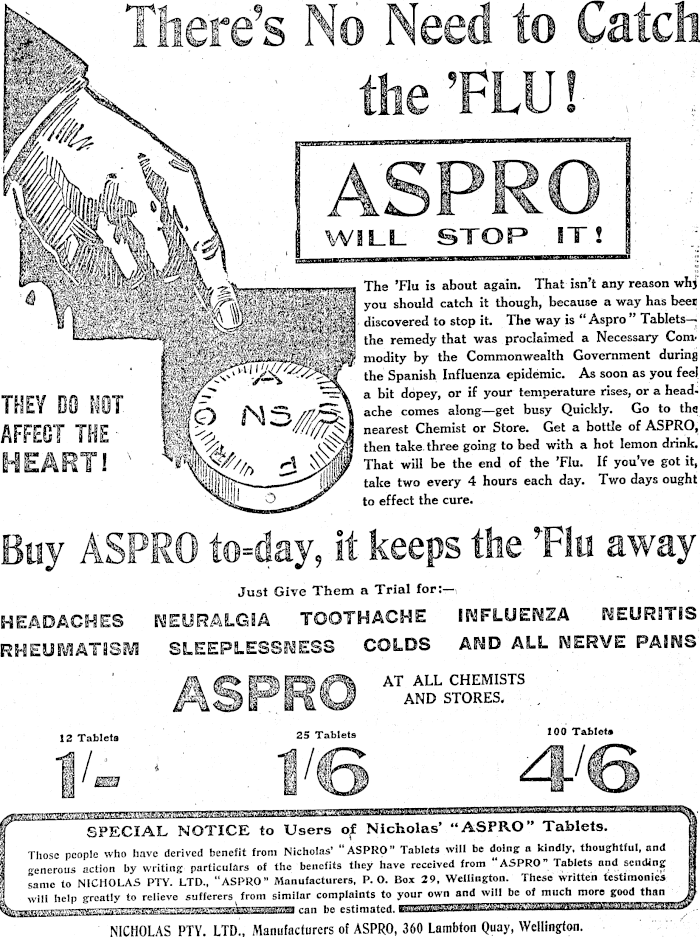 There's No Need to Catch
the 'FLU!
ASPRO
WILL STOP IT!
The 'Flu is about again. That isn't any reason why
you should catch it though, because a way has been
discovered to stop it. The way is "Aspro" Tablets—
the remedy that was proclaimed a Necessary Com-
modity by the Commonwealth Government during
the Spanish Influenza epidemic. As soon as you feel
a bit dopey, or if your temperature rises, or a head-
ache comes along—get busy Quickly. Go to the
nearest Chemist or Store. Get a bottle of ASPRO,
then take three going to bed with a hot lemon drink.
That will be the end of the 'Flu. If you've got it,
take two every 4 hours each day. Two days ought
to effect the cure.
ASPRO
NS
THEY DO NOT
AFFECT THE
HEART!
Buy ASPRO to=day, it keeps the 'Flu away
Just Give Them a Trial for:—
HEADACHES NEURALGIA TOOTHACHE INFLUENZA NEURITIS
RHEUMATISM SLEEPLESSNESS COLDS AND ALL NERVE PAINS
ASPRO AT ALL CHEMISTS
AND STORES.
12 Tablets 25 Tablets 100 Tablets
1/- 1/6 4/6
SPECIAL NOTICE to Users of Nicholas' "ASPRO" Tablets.
Those people who have derived benefit from Nicholas' "ASPRO" Tablets will be doing a kindly, thoughtful, and
generous action by writing particulars of the benefits they have received from "ASPRO" Tablets and sending
same to NICHOLAS PTY. LTD., "ASPRO" Manufacturers, P. O. Box 29, Wellington. These written testimonies
will help greatly to relieve sufferers from similar complaints to your own and will be of much more good than
can be estimated.
NICHOLAS PTY. LTD., Manufacturers of ASPRO, 360 Lambton Quay, Wellington.